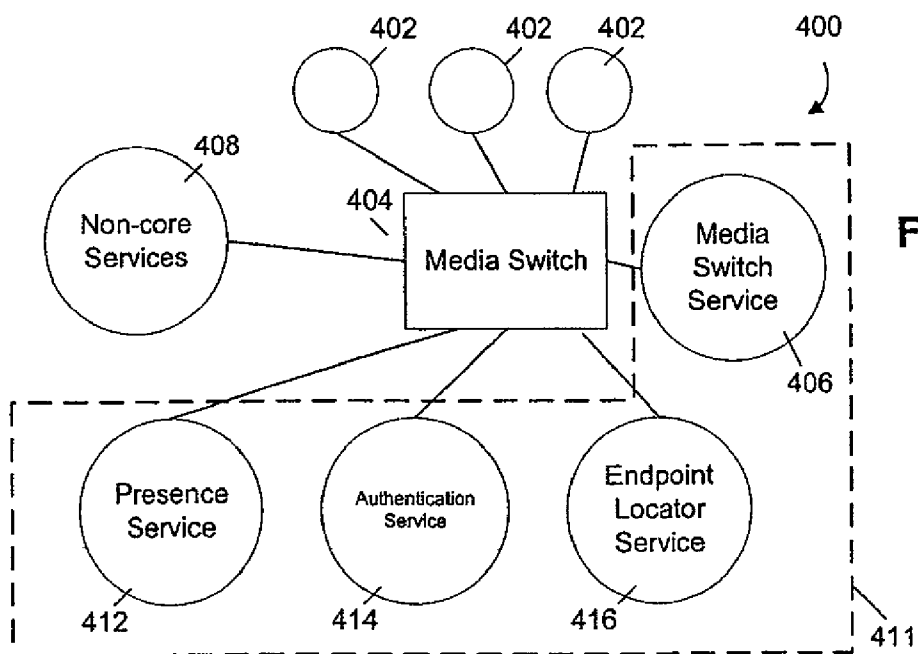 402
402
402
400
408
404
Non-core
Services
Media Switch
Media
Switch
Service
F
406
Presence
Service
Authentication
Service
Endpoint
Locator
Service
412
414
416
411